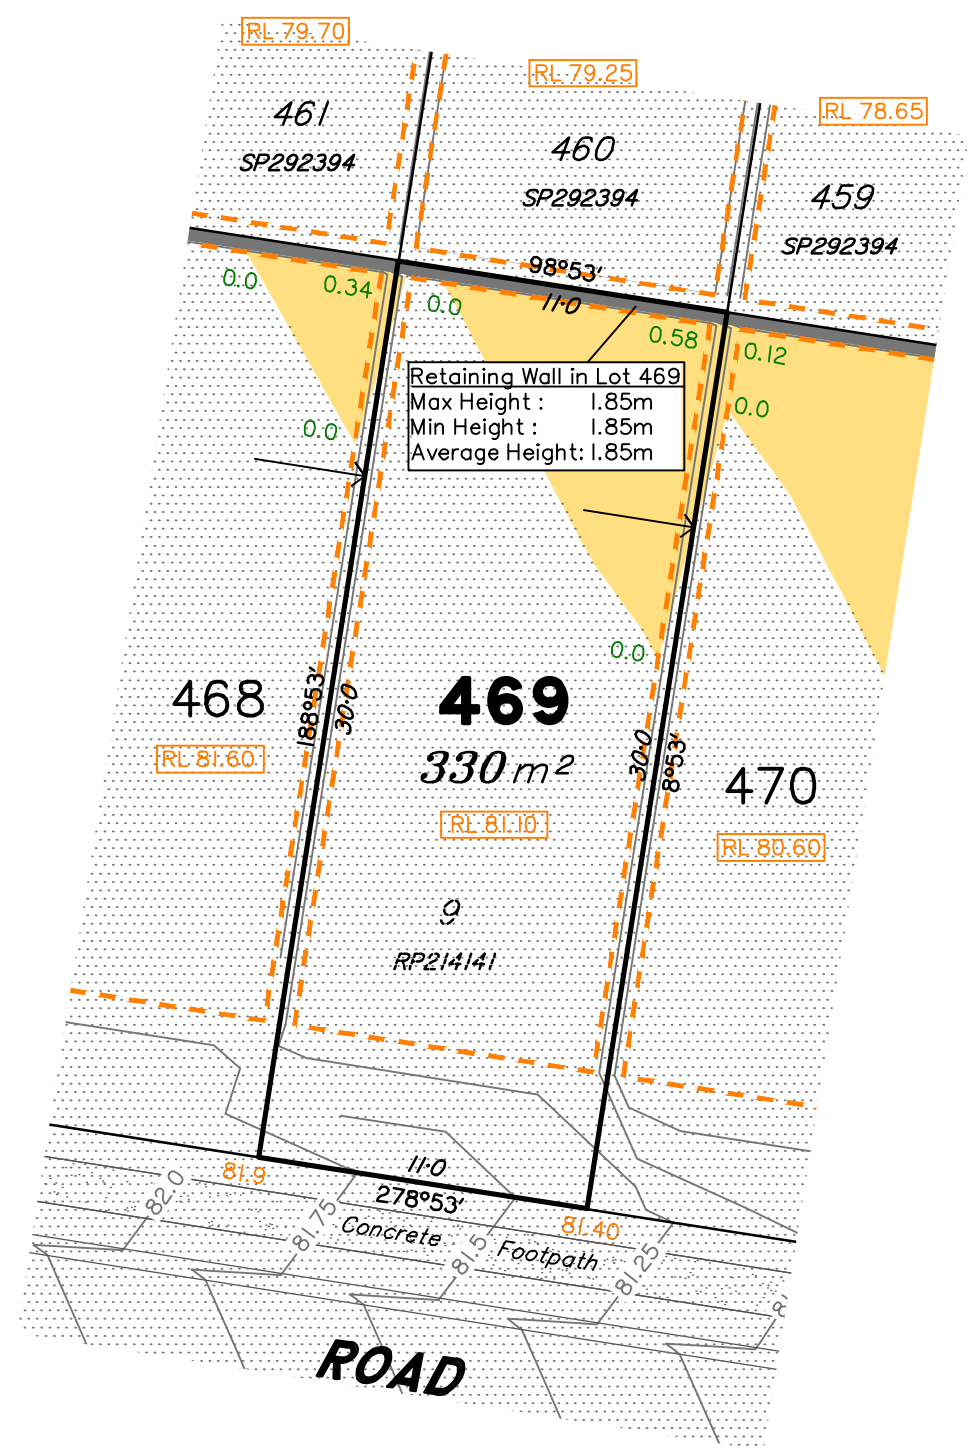 RL 79.70
RL 79.25
RL 78.65
461
SP292394
460
SP292394
459
SP292394
98°53'
11·0
0.0
0.34
0.0
0.58
0.12
0.0
0.0
Retaining Wall in Lot 469
Max Height : 1.85m
Min Height : 1.85m
Average Height: 1.85m
0.0
468
RL 81.60
188°53'
30·0
469
330 m²
RL 81.10
30·0
8°53'
470
RL 80.60
9
RP214141
11·0
278°53'
81.9
81.40
82.0
81.75
81.5
81.25
Concrete
Footpath
ROAD